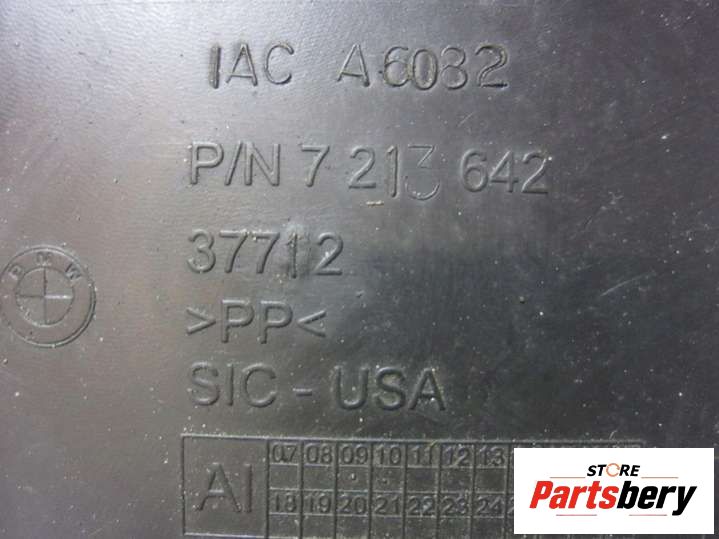 IAC A6082
P/N 7 213 642
37712
BMW
>PP<
SIC - USA
AI
07 08 09 10 11 12 13
18 19 20 21 22 23 24
STORE
Partsbery